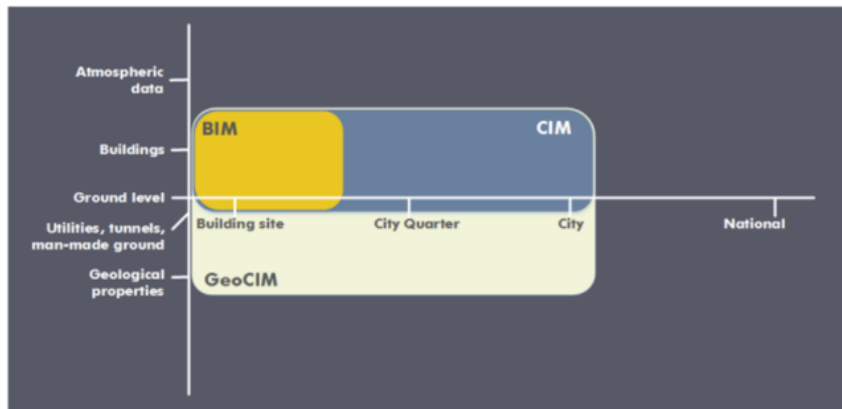 Atmospheric
data
BIM
CIM
Buildings
Ground level
Building site
City Quarter
City
National
Utilities, tunnels,
man-made ground
Geological
properties
GeoCIM